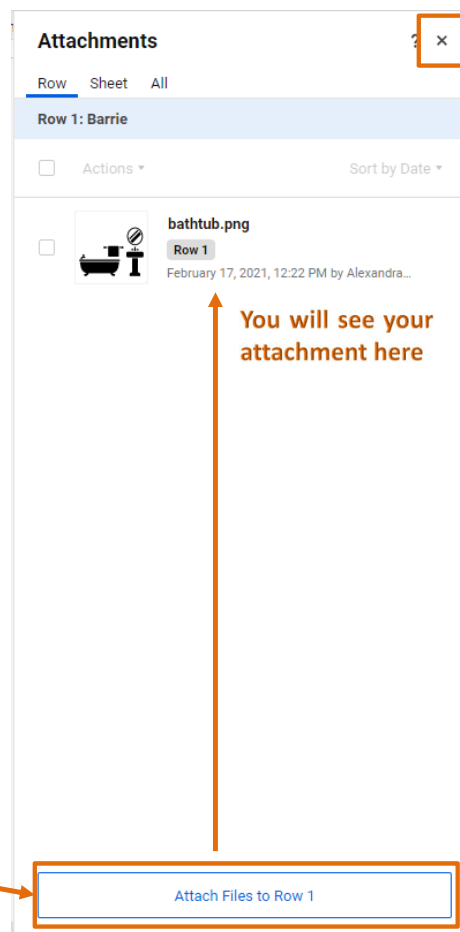 Attachments ? ×
Row Sheet All
Row 1: Barrie
Actions Sort by Date
bathtub.png
Row 1
February 17, 2021, 12:22 PM by Alexandra...
You will see your
attachment here
Attach Files to Row 1